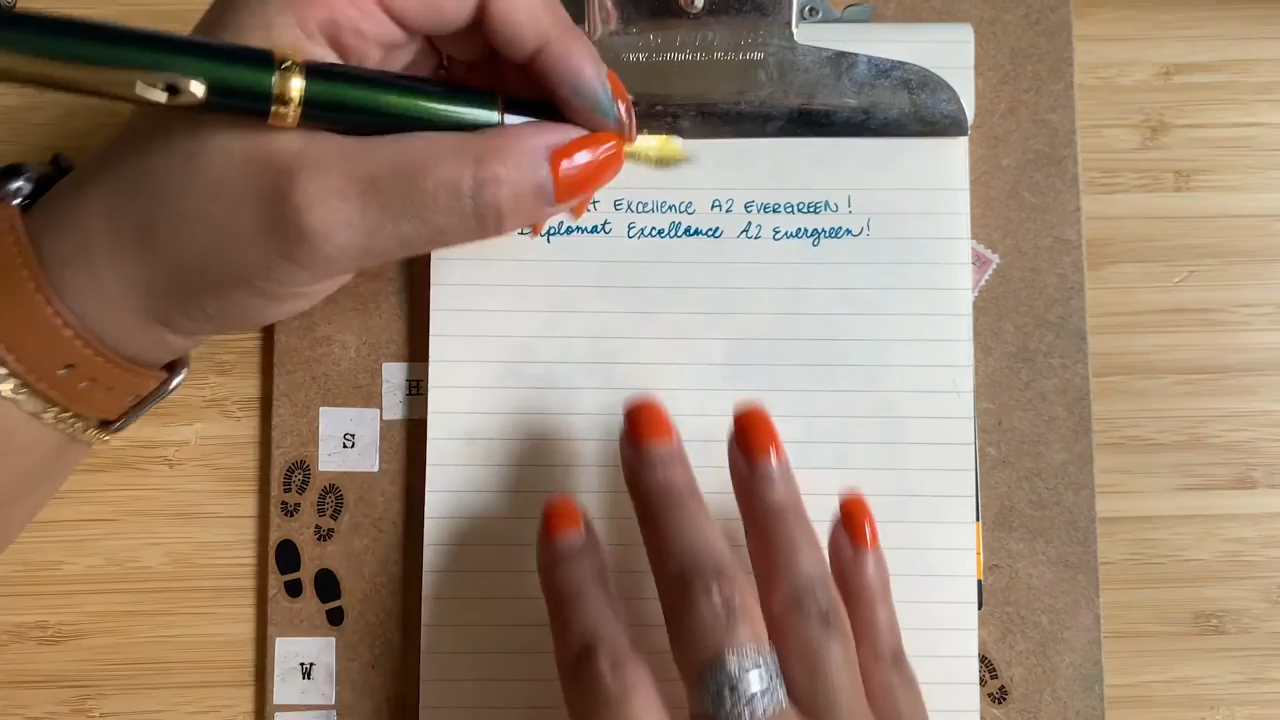 www.saunders-usa.com
Excellence A2 EVERGREEN!
Diplomat Excellence A2 Evergreen!
H
S
W